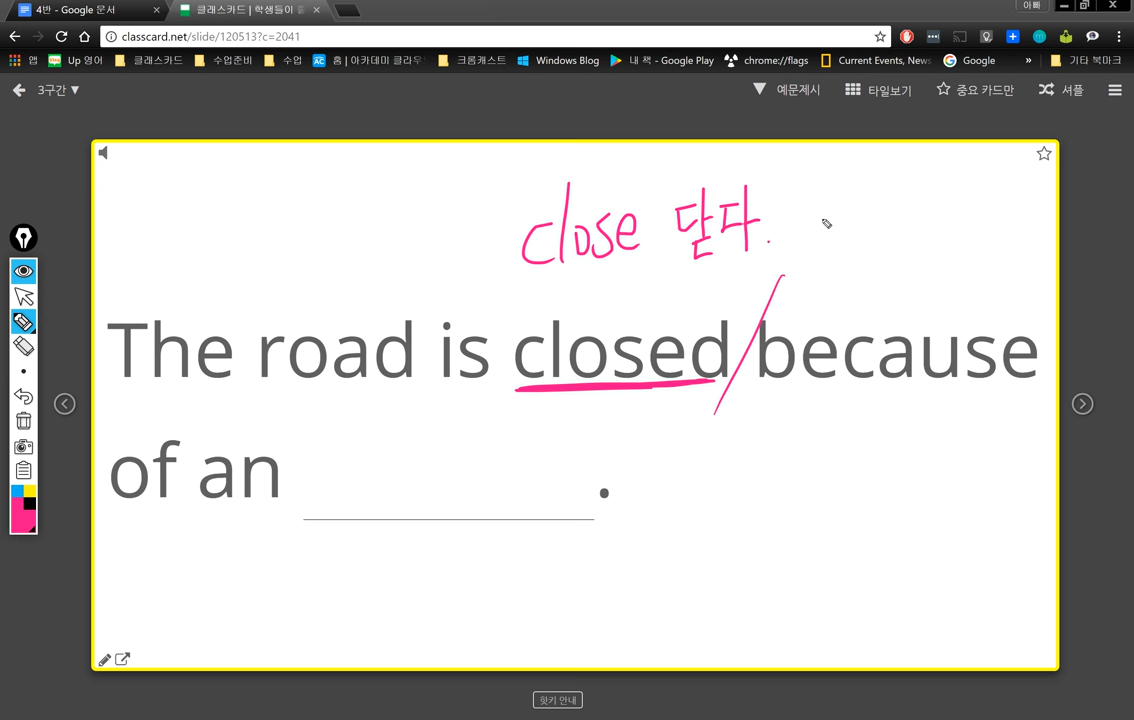 4반 - Google 문서
클래스카드 | 학생들이 활
아빠
classcard.net/slide/120513?c=2041
앱 Up 영어 클래스카드 수업준비 수업 AC 홈 | 아카데미 클라우 크롬캐스트 Windows Blog 내 책 - Google Play chrome://flags Current Events, News Google » 기타 북마크
3구간 ▼ ▼ 예문제시 타일보기 중요 카드만 셔플
close 닫다.
The road is closed / because
of an ________.
핫키 안내